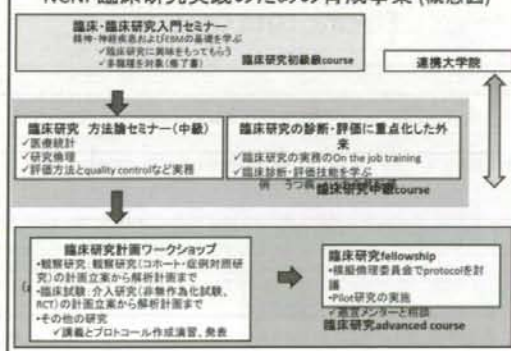 NCNP臨床研究実践のための育成事業 (概念図)
臨床・臨床研究入門セミナー
精神・神経疾患およびEBMの基礎を学ぶ
✓臨床研究に興味をもってもらう
✓多職種を対象(修了書)
臨床研究初級級course
連携大学院
臨床研究 方法論セミナー(中級)
✓医療統計
✓研究倫理
✓評価方法とquality controlなど実務
臨床研究の診断・評価に重点化した外
来
✓臨床研究の実務のOn the job training
✓臨床診断・評価技能を学ぶ
例 うつ病
臨床研究中級course
臨床研究計画ワークショップ
•観察研究:観察研究(コホート・症例対照研
究)の計画立案から解析計画まで
•臨床試験:介入研究(非無作為化試験、
RCT)の計画立案から解析計画まで
•その他の研究
✓講義とプロトコール作成演習、発表
臨床研究fellowship
•模擬倫理委員会でprotocolを討
議
•Pilot研究の実施
✓適宜メンターと相談
臨床研究advanced course